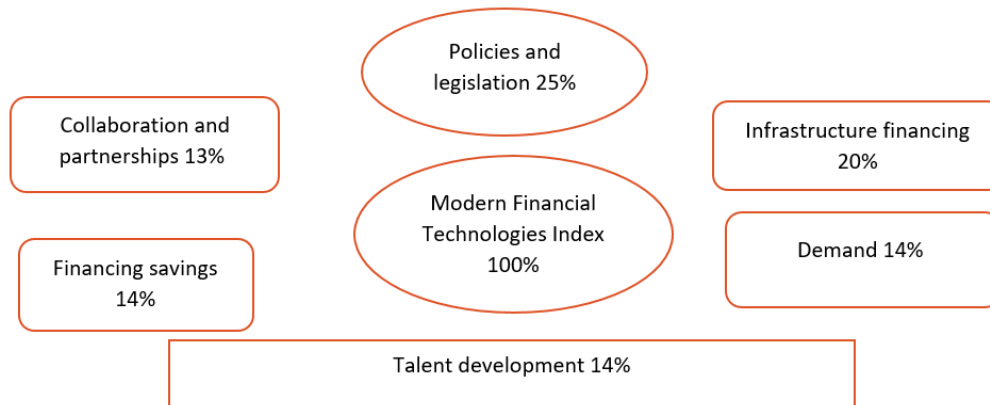 Policies and
legislation 25%
Collaboration and
partnerships 13%
Infrastructure financing
20%
Modern Financial
Technologies Index
100%
Financing savings
14%
Demand 14%
Talent development 14%